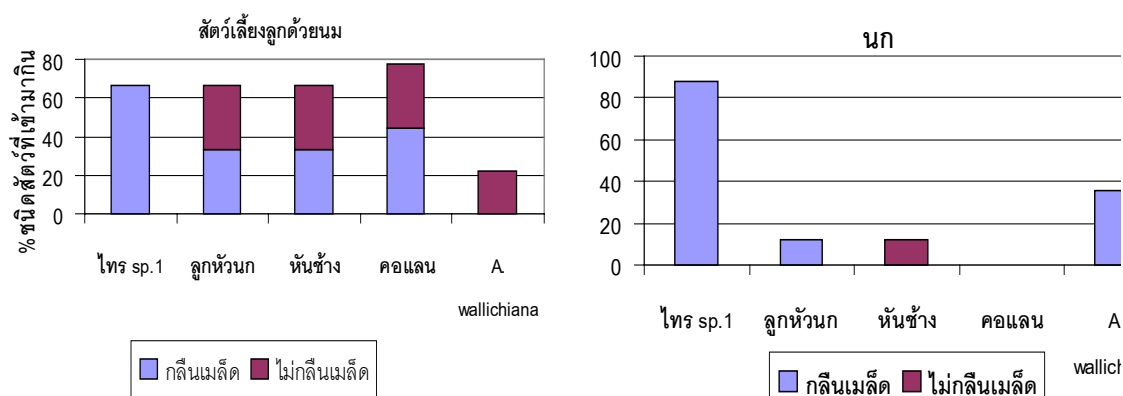 สัตว์เลี้ยงลูกด้วยนม
%ชนิดสัตว์ที่เข้ามากิน
80
60
40
20
0
ไทร sp.1 ลูกหัวนก หันช้าง คอแลน A.
wallichiana
กลืนเมล็ด ไม่กลืนเมล็ด
นก
100
80
60
40
20
0
ไทร sp.1 ลูกหัวนก หันช้าง คอแลน A
wallich
กลืนเมล็ด ไม่กลืนเมล็ด